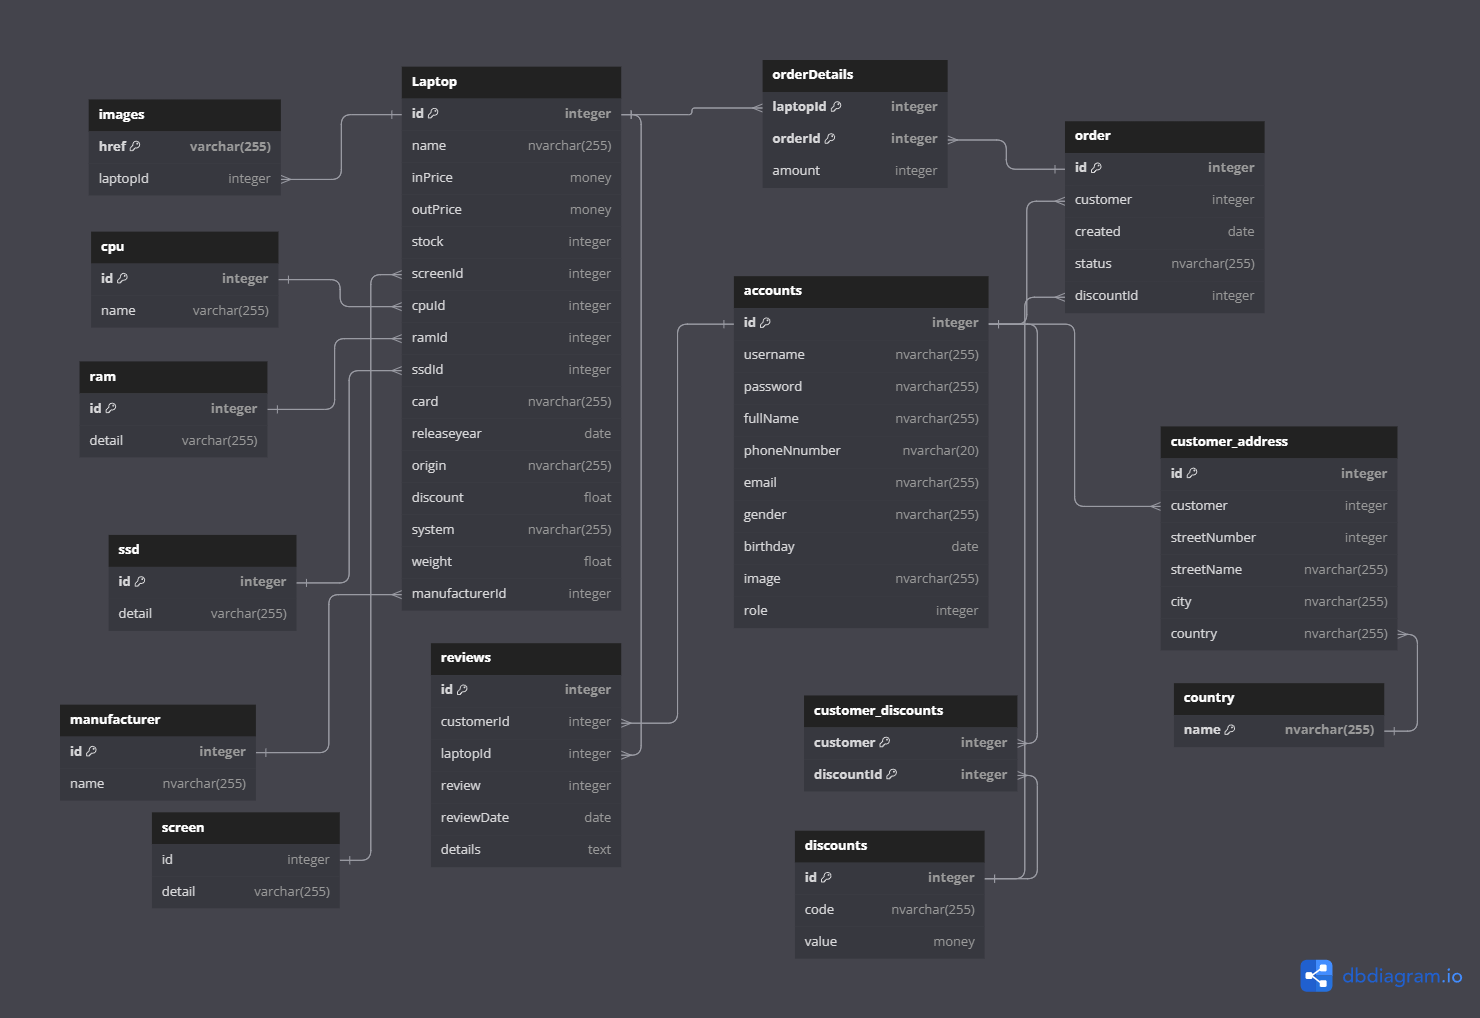 images
href varchar(255)
laptopId integer
cpu
id integer
name varchar(255)
ram
id integer
detail varchar(255)
ssd
id integer
detail varchar(255)
manufacturer
id integer
name nvarchar(255)
screen
id integer
detail varchar(255)
Laptop
id integer
name nvarchar(255)
inPrice money
outPrice money
stock integer
screenId integer
cpuId integer
ramId integer
ssdId integer
card nvarchar(255)
releaseyear date
origin nvarchar(255)
discount float
system nvarchar(255)
weight float
manufacturerId integer
reviews
id integer
customerId integer
laptopId integer
review integer
reviewDate date
details text
orderDetails
laptopId integer
orderId integer
amount integer
accounts
id integer
username nvarchar(255)
password nvarchar(255)
fullName nvarchar(255)
phoneNnumber nvarchar(20)
email nvarchar(255)
gender nvarchar(255)
birthday date
image nvarchar(255)
role integer
customer_discounts
customer integer
discountId integer
discounts
id integer
code nvarchar(255)
value money
order
id integer
customer integer
created date
status nvarchar(255)
discountId integer
customer_address
id integer
customer integer
streetNumber integer
streetName nvarchar(255)
city nvarchar(255)
country nvarchar(255)
country
name nvarchar(255)
dbdiagram.io